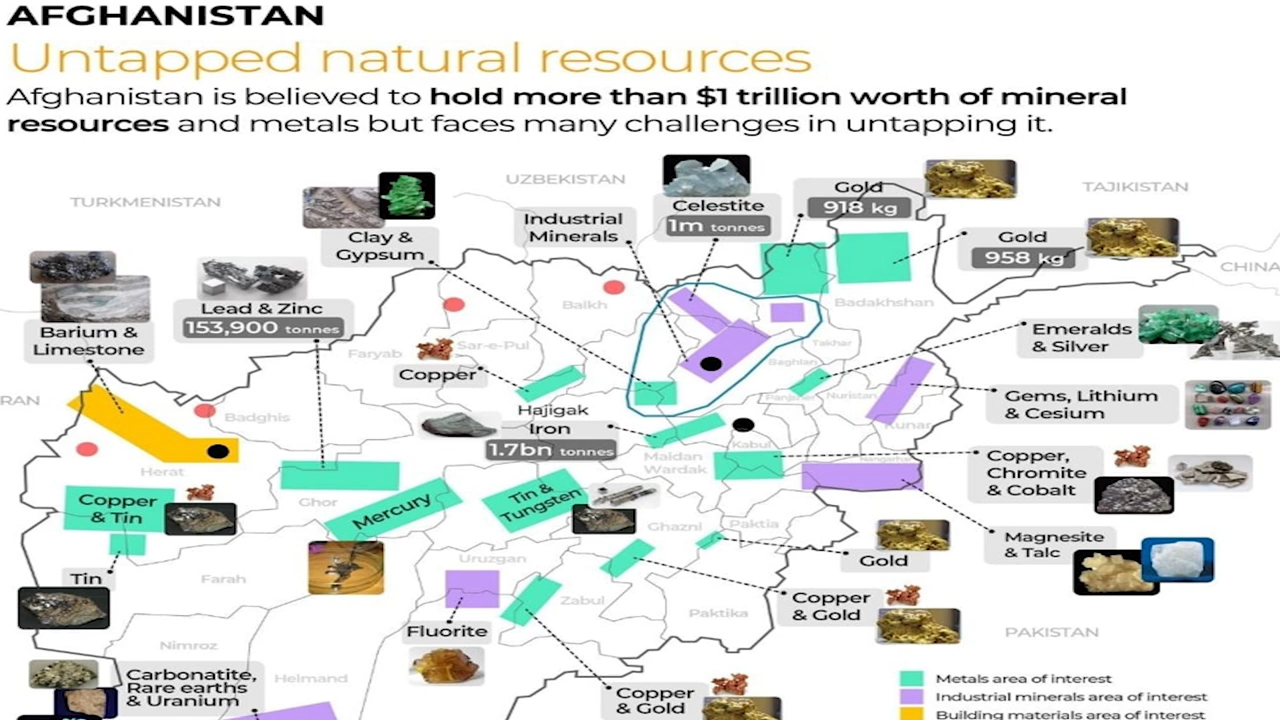 AFGHANISTAN
Untapped natural resources
Afghanistan is believed to hold more than $1 trillion worth of mineral
resources and metals but faces many challenges in untapping it.
TURKMENISTAN
UZBEKISTAN
TAJIKISTAN
CHINA
RAN
PAKISTAN
Clay &
Gypsum
Industrial
Minerals
Celestite
1m tonnes
Gold
918 kg
Gold
958 kg
Barium &
Limestone
Lead & Zinc
153,900 tonnes
Balkh
Badakhshan
Emeralds
& Silver
Faryab
Sar-e-Pul
Takhar
Baghlan
Copper
Panjsher
Nuristan
Gems, Lithium
& Cesium
Badghis
Hajigak
Iron
1.7bn tonnes
Kunar
Kabul
Maidan
Wardak
Copper,
Chromite
& Cobalt
Herat
Ghor
Copper
& Tin
Mercury
Tin &
Tungsten
Ghazni
Paktia
Magnesite
& Talc
Gold
Tin
Farah
Uruzgan
Zabul
Paktika
Copper
& Gold
Fluorite
Nimroz
Helmand
Carbonatite,
Rare earths
& Uranium
Copper
& Gold
Metals area of interest
Industrial minerals area of interest
Building materials area of interest